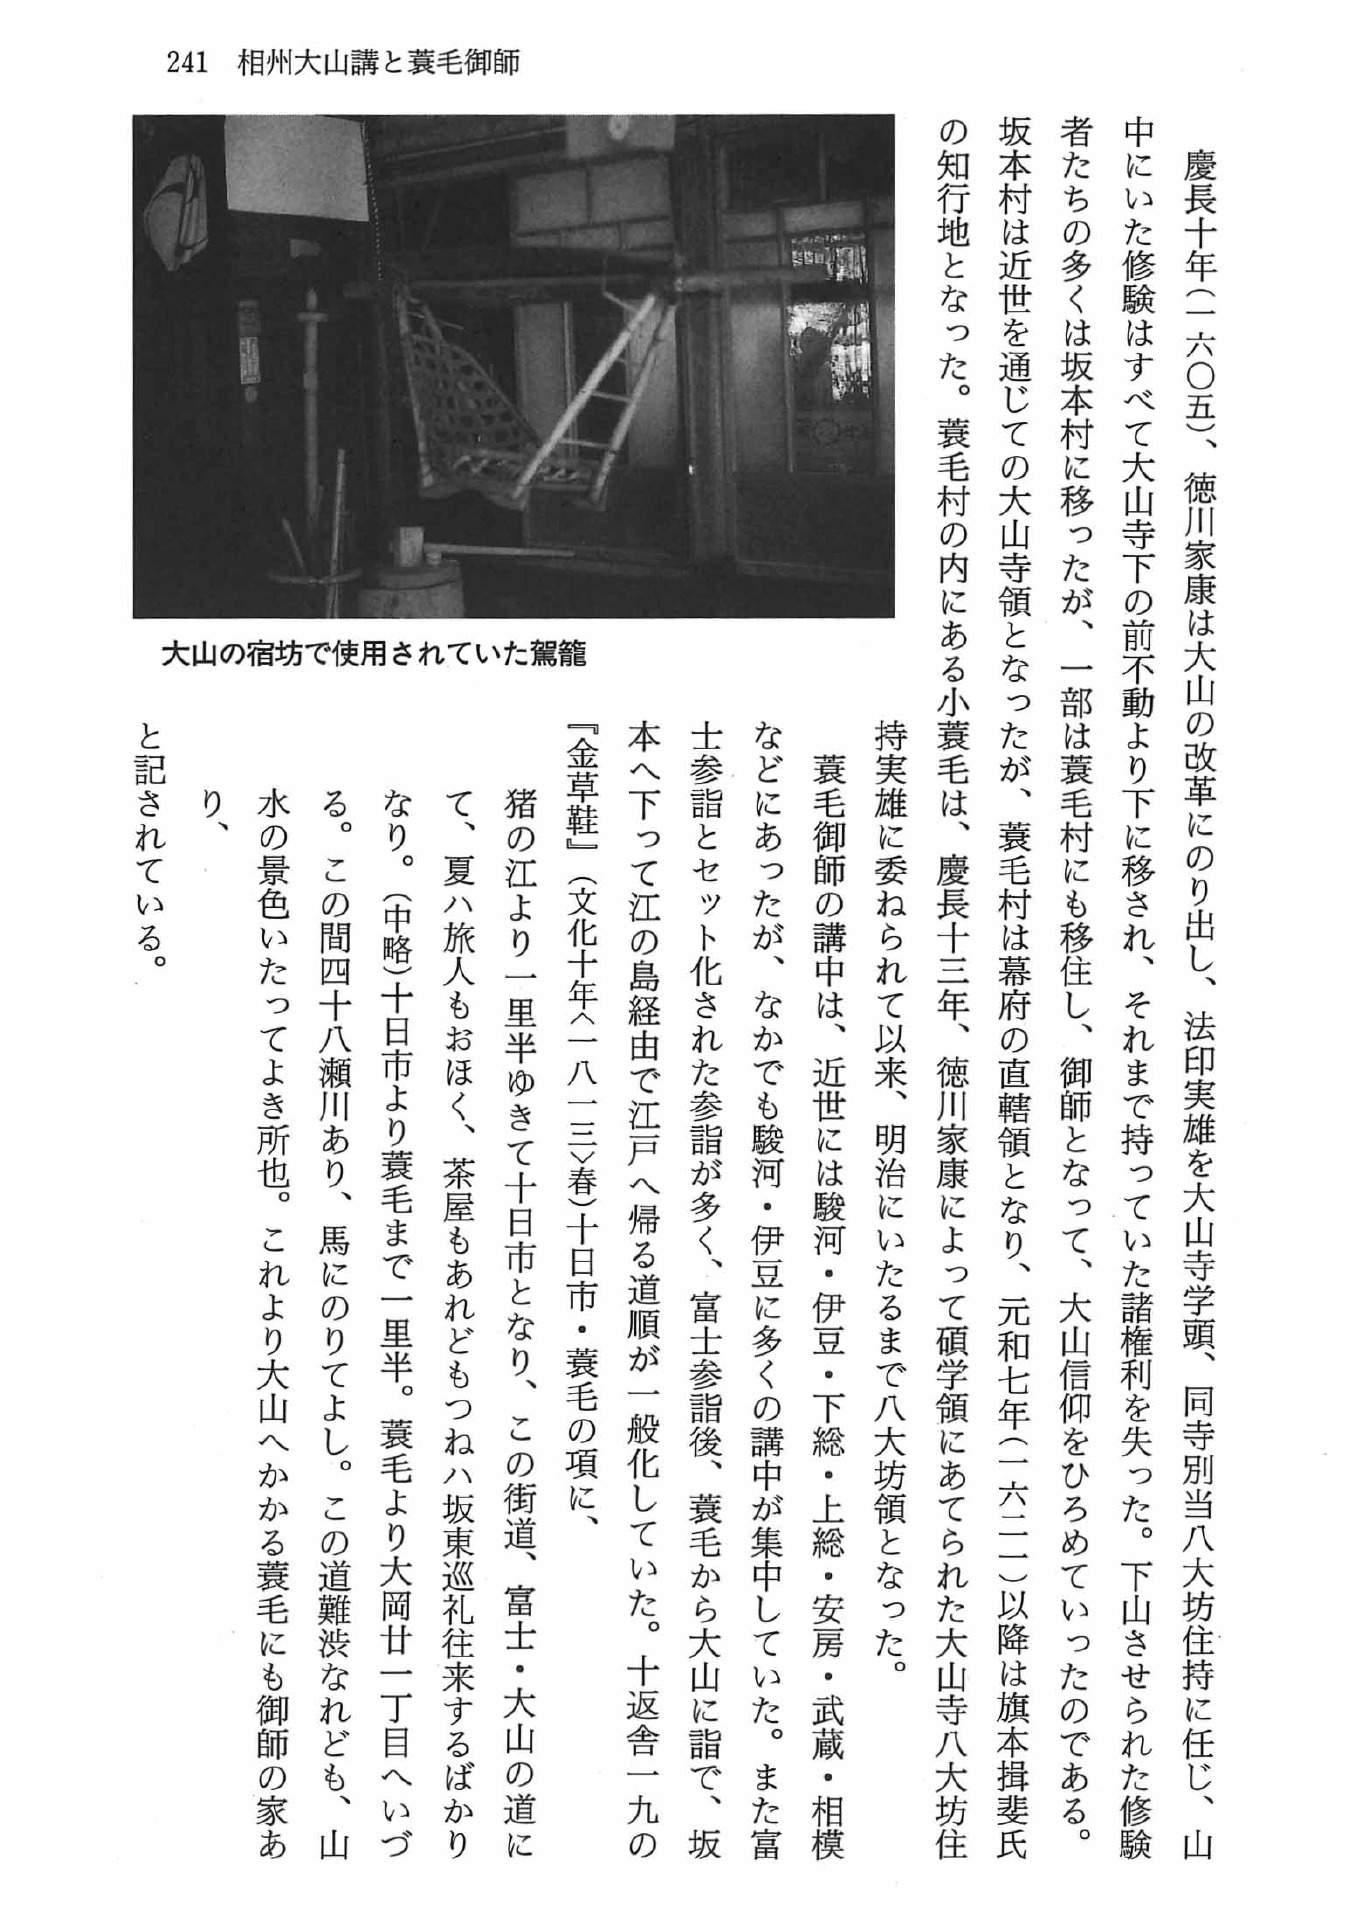 241 相州大山講と蓑毛御師
慶長十年(一六〇五)、徳川家康は大山の改革にのり出し、法印実雄を大山寺学頭、同寺別当八大坊住持に任じ、山
中にいた修験はすべて大山寺下の前不動より下に移され、それまで持っていた諸権利を失った。下山させられた修験
者たちの多くは坂本村に移ったが、一部は蓑毛村にも移住し、御師となって、大山信仰をひろめていったのである。
坂本村は近世を通じての大山寺領となったが、蓑毛村は幕府の直轄領となり、元和七年(一六二一)以降は旗本揖斐氏
の知行地となった。蓑毛村の内にある小蓑毛は、慶長十三年、徳川家康によって碩学領にあてられた大山寺八大坊住
持実雄に委ねられて以来、明治にいたるまで八大坊領となった。
蓑毛御師の講中は、近世には駿河・伊豆・下総・上総・安房・武蔵・相模
などにあったが、なかでも駿河・伊豆に多くの講中が集中していた。また富
士参詣とセット化された参詣が多く、富士参詣後、蓑毛から大山に詣で、坂
本へ下って江の島経由で江戸へ帰る道順が一般化していた。十返舎一九の
『金草鞋』(文化十年〈一八一三〉春)十日市・蓑毛の項に、
猪の江より一里半ゆきて十日市となり、この街道、富士・大山の道に
て、夏ハ旅人もおほく、茶屋もあれどもつねハ坂東巡礼往来するばかり
なり。(中略)十日市より蓑毛まで一里半。蓑毛より大岡廿一丁目へいづ
る。この間四十八瀬川あり、馬にのりてよし。この道難渋なれども、山
水の景色いたってよき所也。これより大山へかかる蓑毛にも御師の家あ
り、
と記されている。
大山の宿坊で使用されていた駕籠